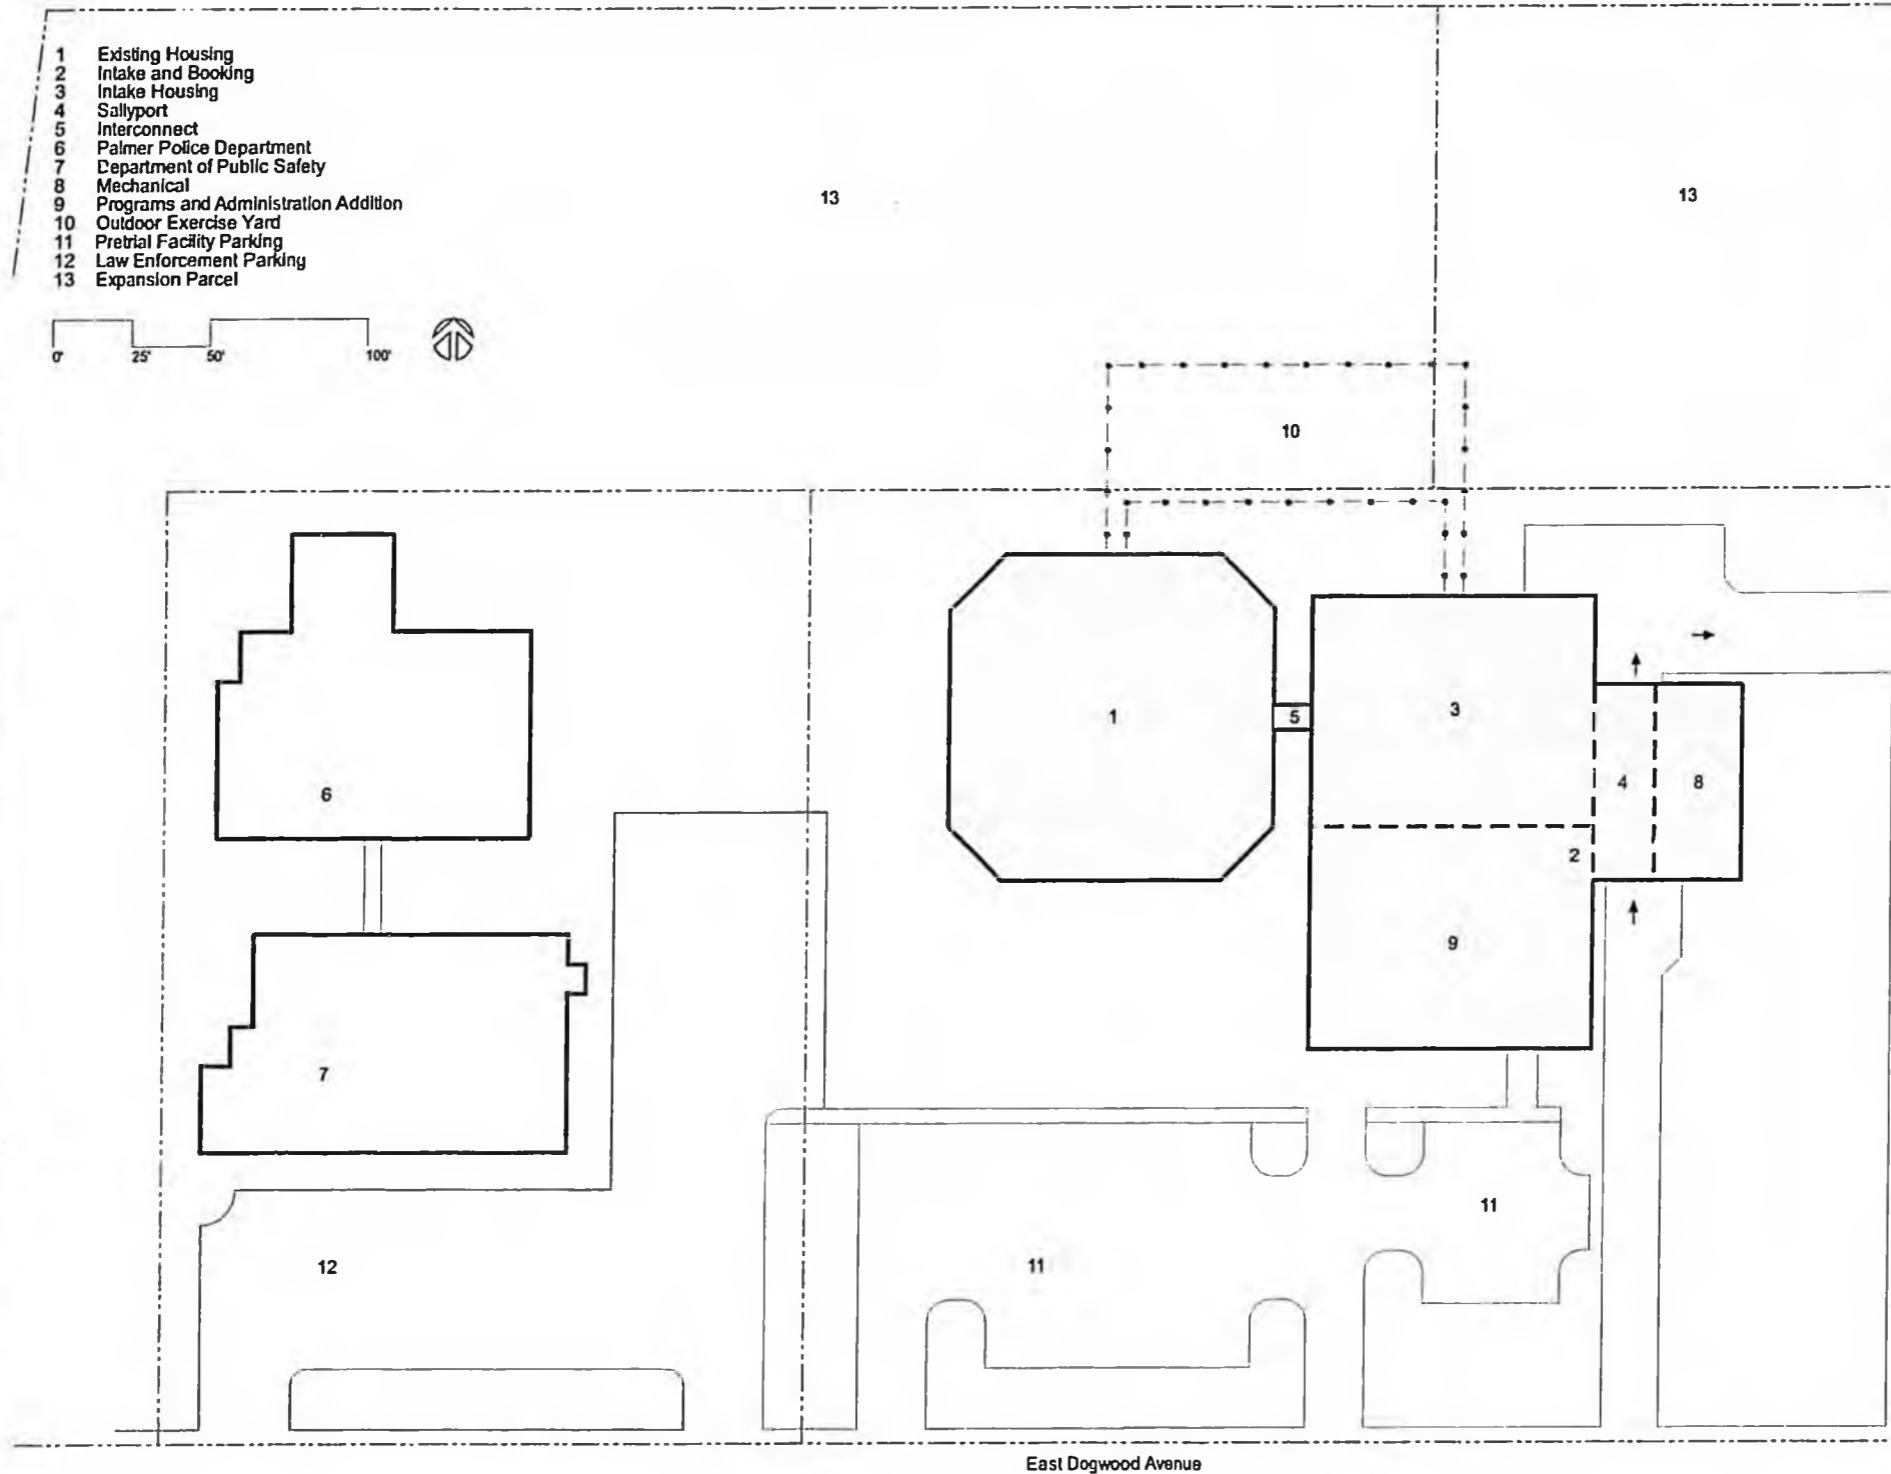 1 Existing Housing
2 Intake and Booking
3 Intake Housing
4 Sallyport
5 Interconnect
6 Palmer Police Department
7 Department of Public Safety
8 Mechanical
9 Programs and Administration Addition
10 Outdoor Exercise Yard
11 Pretrial Facility Parking
12 Law Enforcement Parking
13 Expansion Parcel
0' 25' 50' 100'
13
13
10
1
5
3
4
8
6
2
9
7
11
12
11
East Dogwood Avenue